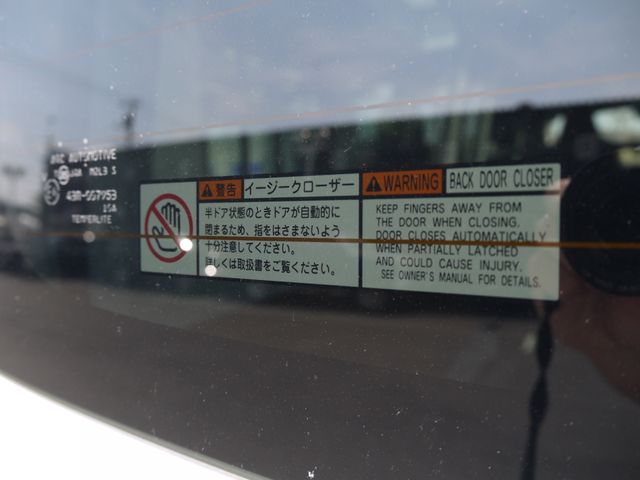 AUTOMOTIVE
M2L3 S
43R-007953
TEMPERLITE
警告 イージークローザー
半ドア状態のときドアが自動的に
閉まるため、指をはさまないよう
十分注意してください。
詳しくは取扱書をご覧ください。
WARNING BACK DOOR CLOSER
KEEP FINGERS AWAY FROM
THE DOOR WHEN CLOSING.
DOOR CLOSES AUTOMATICALLY
WHEN PARTIALLY LATCHED
AND COULD CAUSE INJURY.
SEE OWNER'S MANUAL FOR DETAILS.